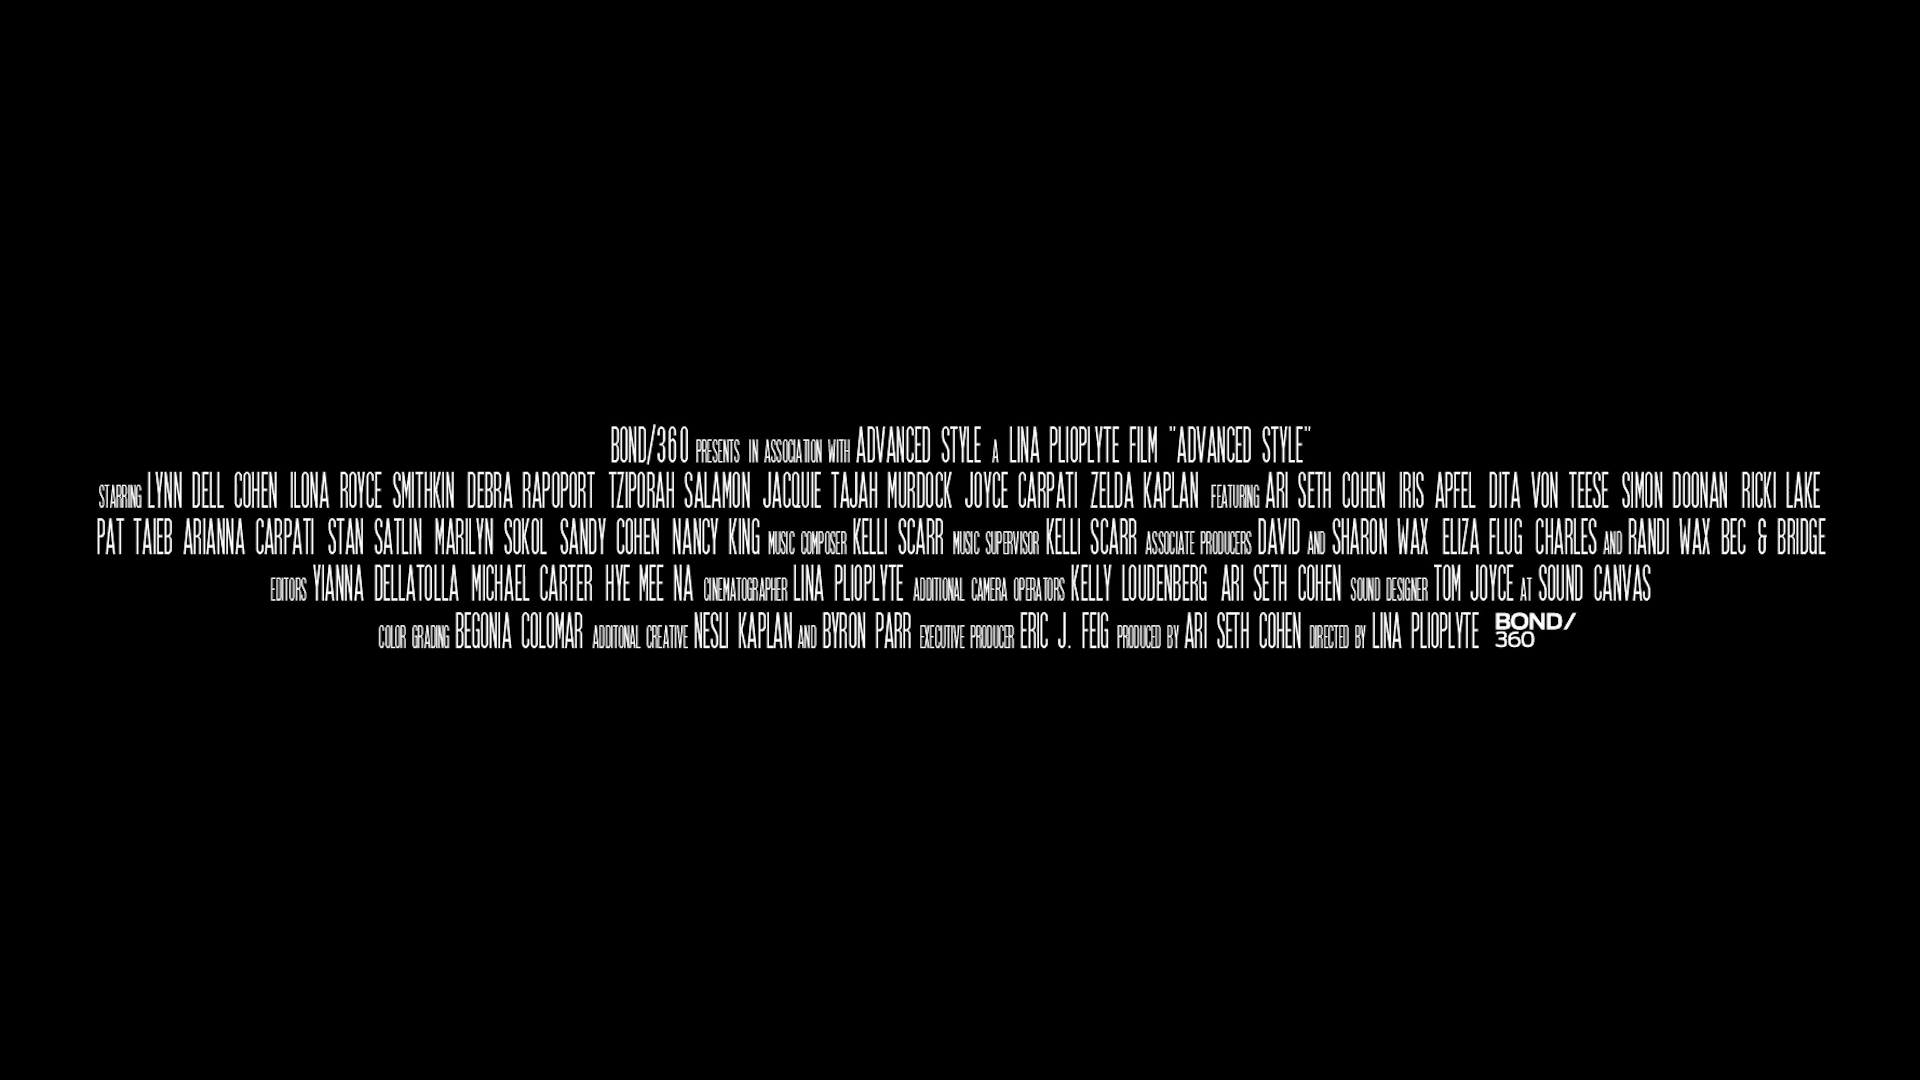 BOND/360 PRESENTS IN ASSOCIATION WITH ADVANCED STYLE A LINA PLIOPLYTE FILM "ADVANCED STYLE"
STARRING LYNN DELL COHEN ILONA ROYCE SMITHKIN DEBRA RAPOPORT TZIPORAH SALAMON JACQUIE TAJAH MURDOCK JOYCE CARPATI ZELDA KAPLAN FEATURING ARI SETH COHEN IRIS APFEL DITA VON TEESE SIMON DOONAN RICKI LAKE
PAT TAIEB ARIANNA CARPATI STAN SATLIN MARILYN SOKOL SANDY COHEN NANCY KING MUSIC COMPOSER KELLI SCARR MUSIC SUPERVISOR KELLI SCARR ASSOCIATE PRODUCERS DAVID AND SHARON WAX ELIZA FLUG CHARLES AND RANDI WAX BEC & BRIDGE
EDITORS YIANNA DELLATOLLA MICHAEL CARTER HYE MEE NA CINEMATOGRAPHER LINA PLIOPLYTE ADDITIONAL CAMERA OPERATORS KELLY LOUDENBERG ARI SETH COHEN SOUND DESIGNER TOM JOYCE AT SOUND CANVAS
COLOR GRADING BEGONIA COLOMAR ADDITONAL CREATIVE NESLI KAPLAN AND BYRON PARR EXECUTIVE PRODUCER ERIC J. FEIG PRODUCED BY ARI SETH COHEN DIRECTED BY LINA PLIOPLYTE BOND/
360